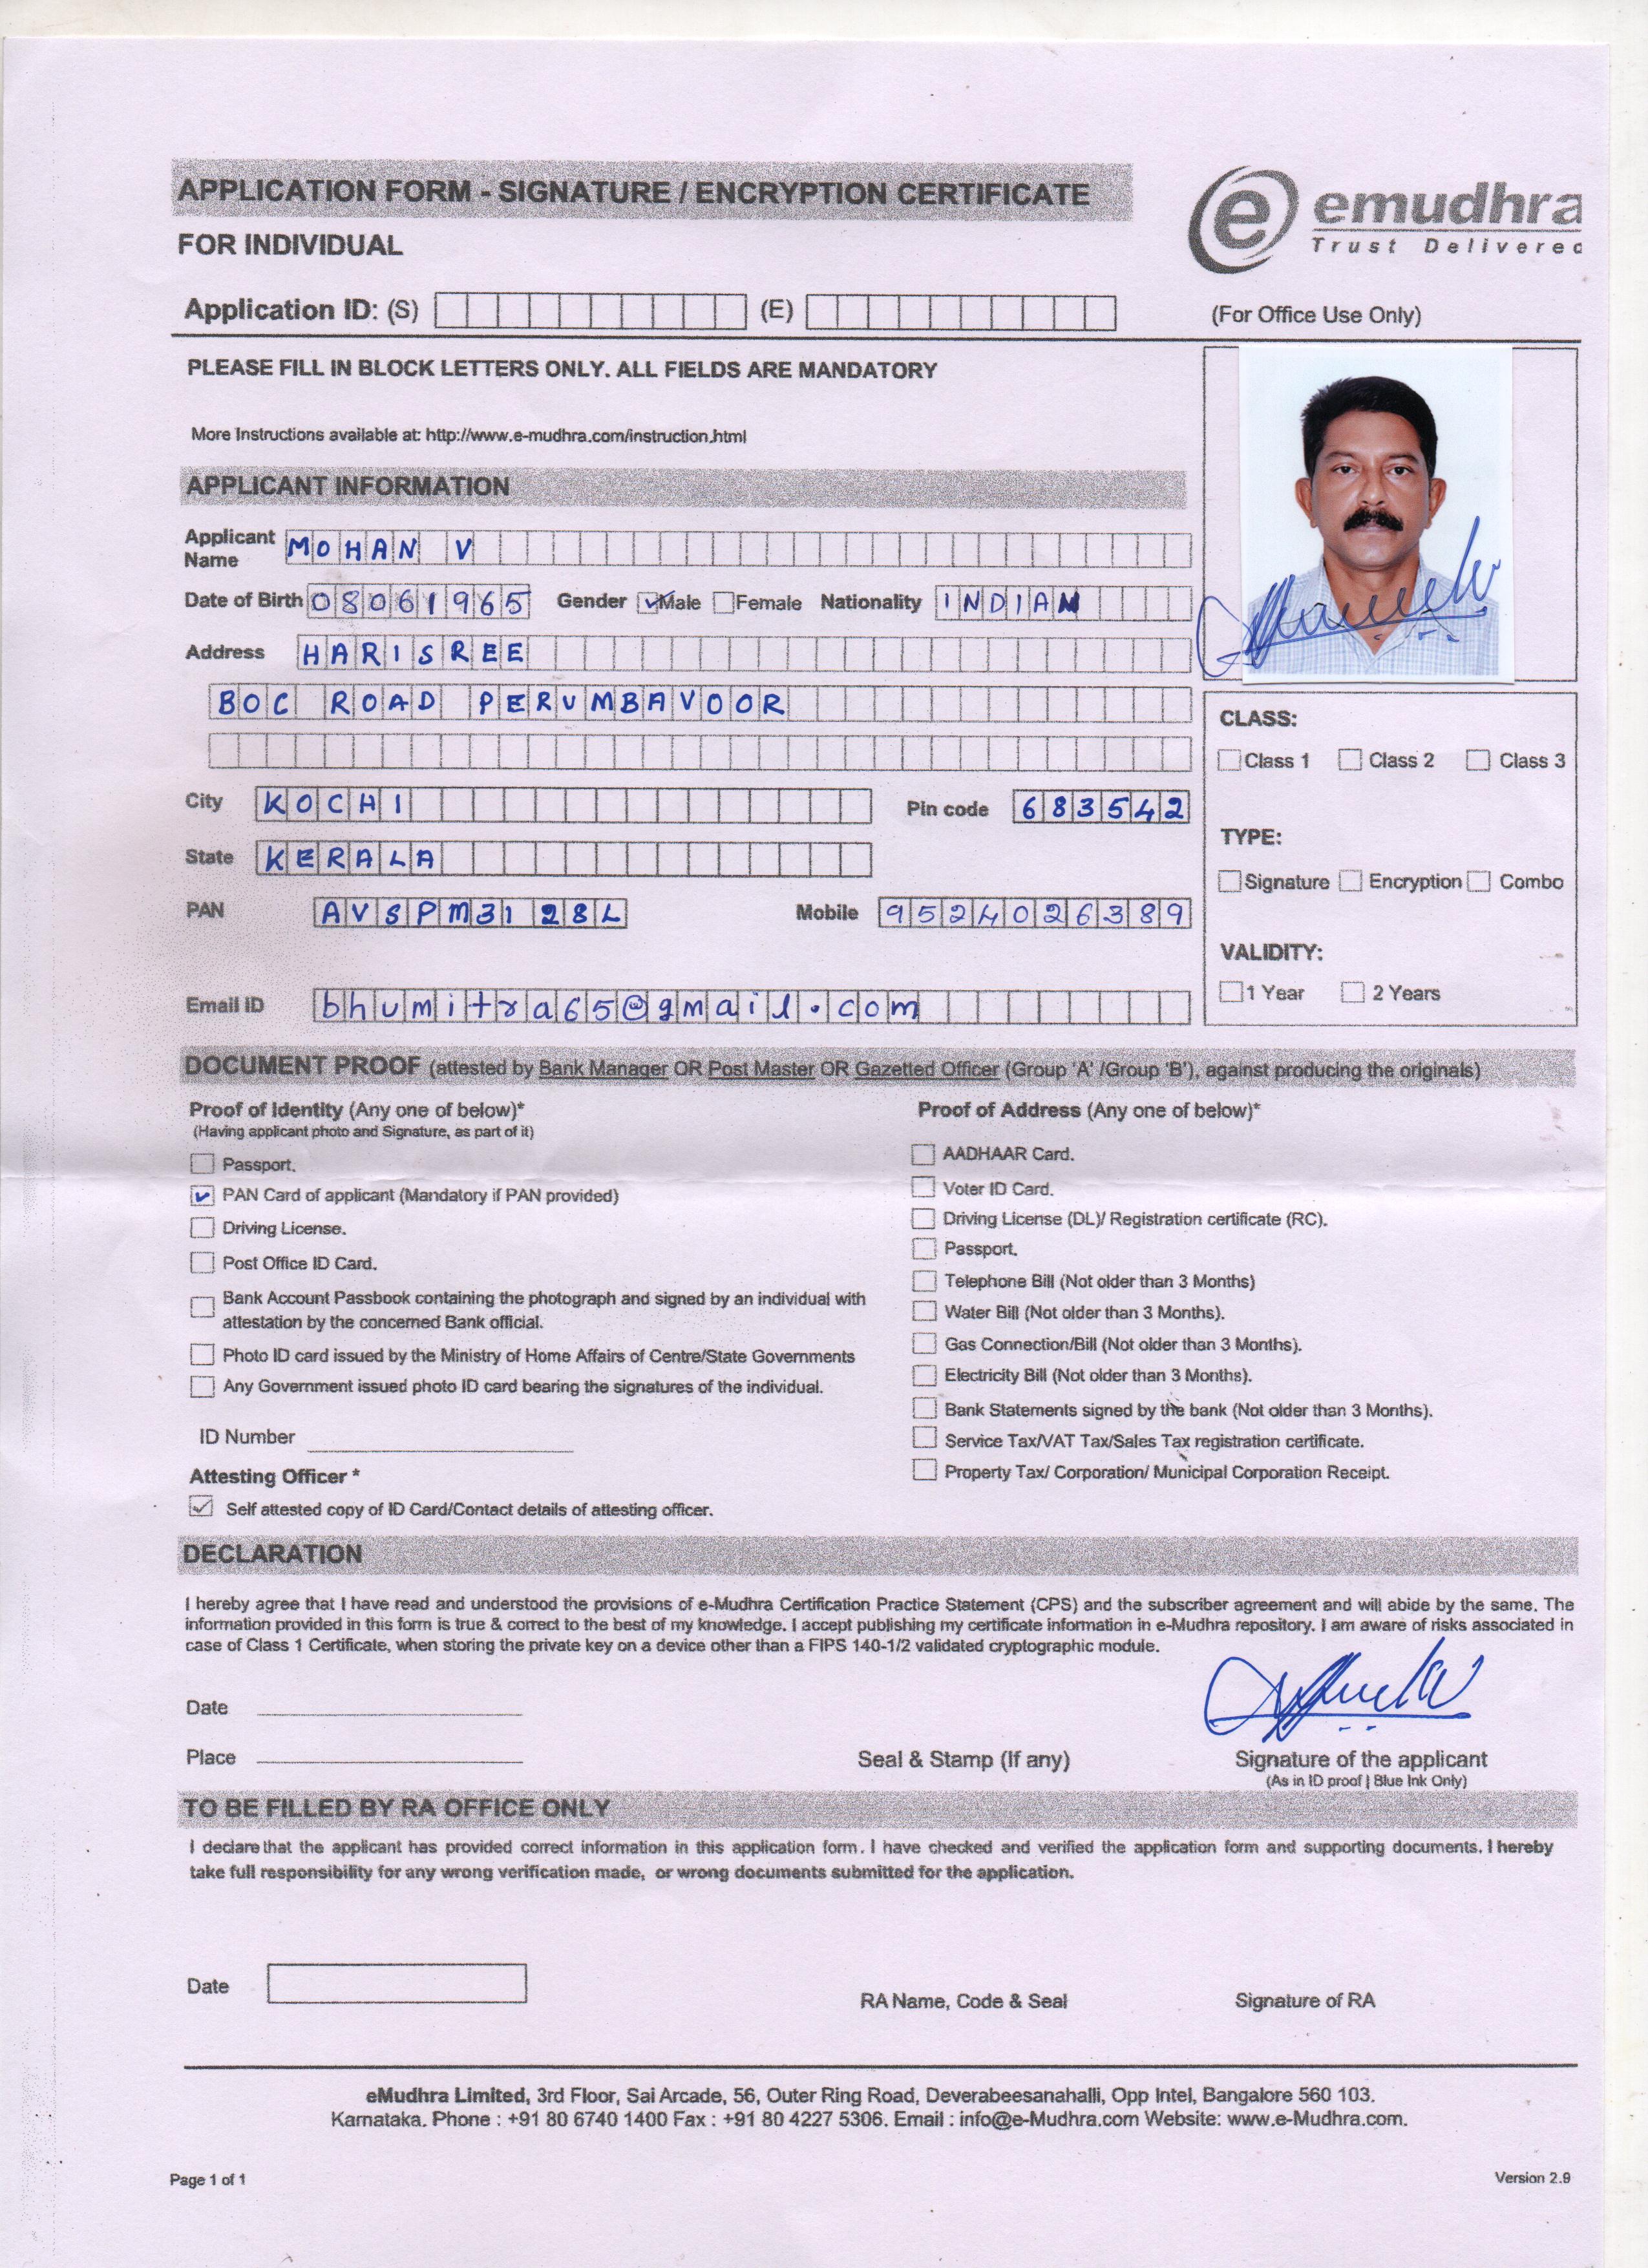 APPLICATION FORM - SIGNATURE / ENCRYPTION CERTIFICATE
FOR INDIVIDUAL
e emudhra
Trust Delivered
Application ID: (S) (E) (For Office Use Only)
PLEASE FILL IN BLOCK LETTERS ONLY. ALL FIELDS ARE MANDATORY
More Instructions available at: http://www.e-mudhra.com/instruction.html
APPLICANT INFORMATION
Applicant Name MOHAN V
Date of Birth 08061965 Gender Male Female Nationality INDIAN
Address HARISREE
BOC ROAD PERUMBAVOOR
City KOCHI Pin code 683542
State KERALA
PAN AVSPM3128L Mobile 9524026389
Email ID bhumitra65@gmail.com
CLASS:
Class 1 Class 2 Class 3
TYPE:
Signature Encryption Combo
VALIDITY:
1 Year 2 Years
DOCUMENT PROOF (attested by Bank Manager OR Post Master OR Gazetted Officer (Group 'A' /Group 'B'), against producing the originals)
Proof of Identity (Any one of below)*
(Having applicant photo and Signature, as part of it)
Passport.
PAN Card of applicant (Mandatory if PAN provided)
Driving License.
Post Office ID Card.
Bank Account Passbook containing the photograph and signed by an individual with
attestation by the concerned Bank official.
Photo ID card issued by the Ministry of Home Affairs of Centre/State Governments
Any Government issued photo ID card bearing the signatures of the individual.
ID Number
Attesting Officer *
Self attested copy of ID Card/Contact details of attesting officer.
Proof of Address (Any one of below)*
AADHAAR Card.
Voter ID Card.
Driving License (DL)/ Registration certificate (RC).
Passport.
Telephone Bill (Not older than 3 Months)
Water Bill (Not older than 3 Months).
Gas Connection/Bill (Not older than 3 Months).
Electricity Bill (Not older than 3 Months).
Bank Statements signed by the bank (Not older than 3 Months).
Service Tax/VAT Tax/Sales Tax registration certificate.
Property Tax/ Corporation/ Municipal Corporation Receipt.
DECLARATION
I hereby agree that I have read and understood the provisions of e-Mudhra Certification Practice Statement (CPS) and the subscriber agreement and will abide by the same. The
information provided in this form is true & correct to the best of my knowledge. I accept publishing my certificate information in e-Mudhra repository. I am aware of risks associated in
case of Class 1 Certificate, when storing the private key on a device other than a FIPS 140-1/2 validated cryptographic module.
Date
Place Seal & Stamp (If any) Signature of the applicant
(As in ID proof | Blue Ink Only)
TO BE FILLED BY RA OFFICE ONLY
I declare that the applicant has provided correct information in this application form. I have checked and verified the application form and supporting documents. I hereby
take full responsibility for any wrong verification made, or wrong documents submitted for the application.
Date RA Name, Code & Seal Signature of RA
eMudhra Limited, 3rd Floor, Sai Arcade, 56, Outer Ring Road, Deverabeesanahalli, Opp Intel, Bangalore 560 103.
Karnataka. Phone : +91 80 6740 1400 Fax : +91 80 4227 5306. Email : info@e-Mudhra.com Website: www.e-Mudhra.com.
Page 1 of 1 Version 2.9